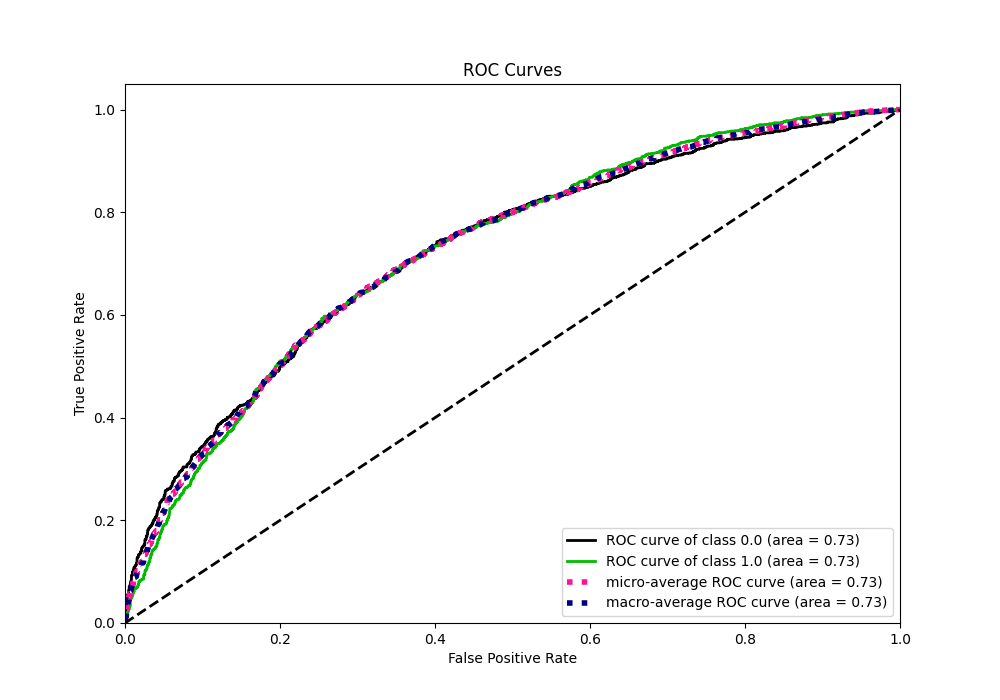 ROC Curves
1.0
0.8
0.6
0.4
0.2
0.0
True Positive Rate
ROC curve of class 0.0 (area = 0.73)
ROC curve of class 1.0 (area = 0.73)
micro-average ROC curve (area = 0.73)
macro-average ROC curve (area = 0.73)
0.0 0.2 0.4 0.6 0.8 1.0
False Positive Rate